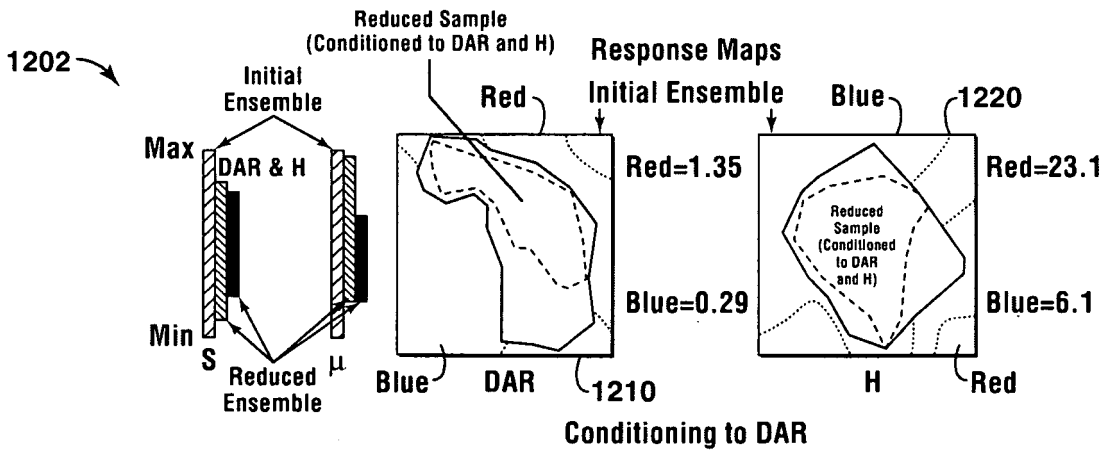 1202
Reduced Sample
(Conditioned to DAR and H)
Response Maps
Initial Ensemble
Initial
Ensemble
Red
Blue
1220
Max
DAR & H
Red=1.35
Red=23.1
Reduced
Sample
(Conditioned
to DAR
and H)
Blue=0.29
Blue=6.1
Min
S
μ
Reduced
Ensemble
Blue
DAR
1210
H
Red
Conditioning to DAR